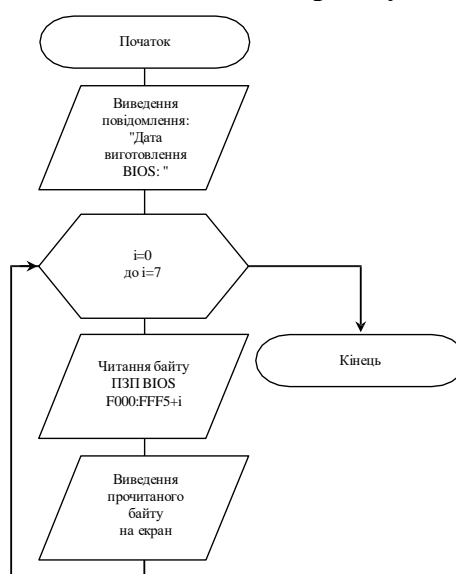 Початок
Виведення
повідомлення:
"Дата
виготовлення
BIOS: "
i=0
до i=7
Читання байту
ПЗП BIOS
F000:FFF5+i
Кінець
Виведення
прочитаного
байту
на екран